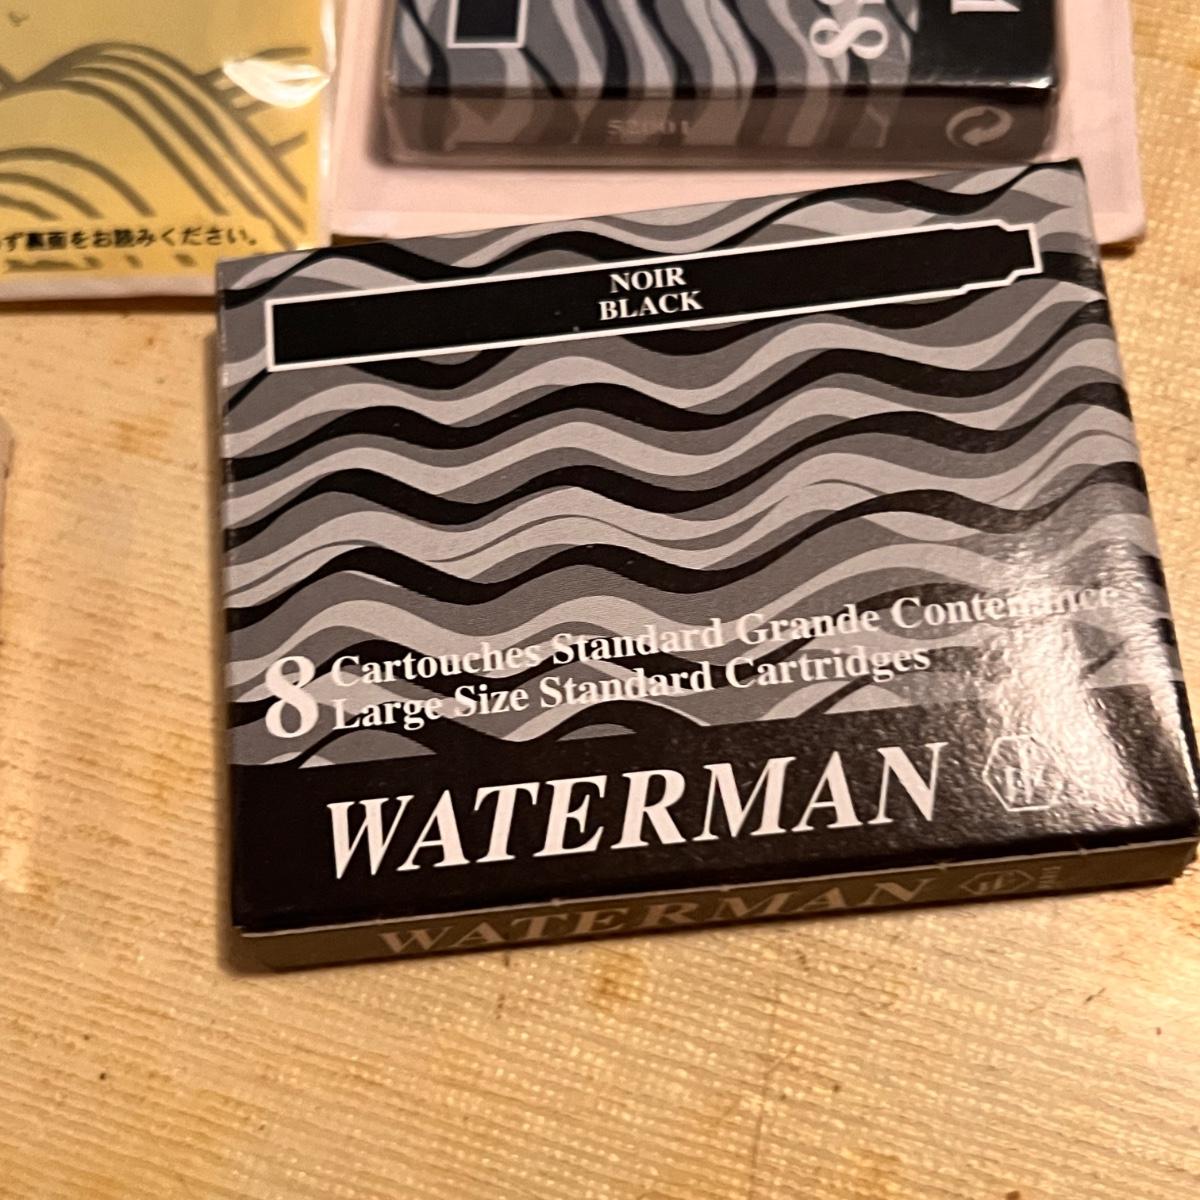 ず裏面をお読みください。
NOIR
BLACK
8 Cartouches Standard Grande Contenance
Large Size Standard Cartridges
WATERMAN
WATERMAN